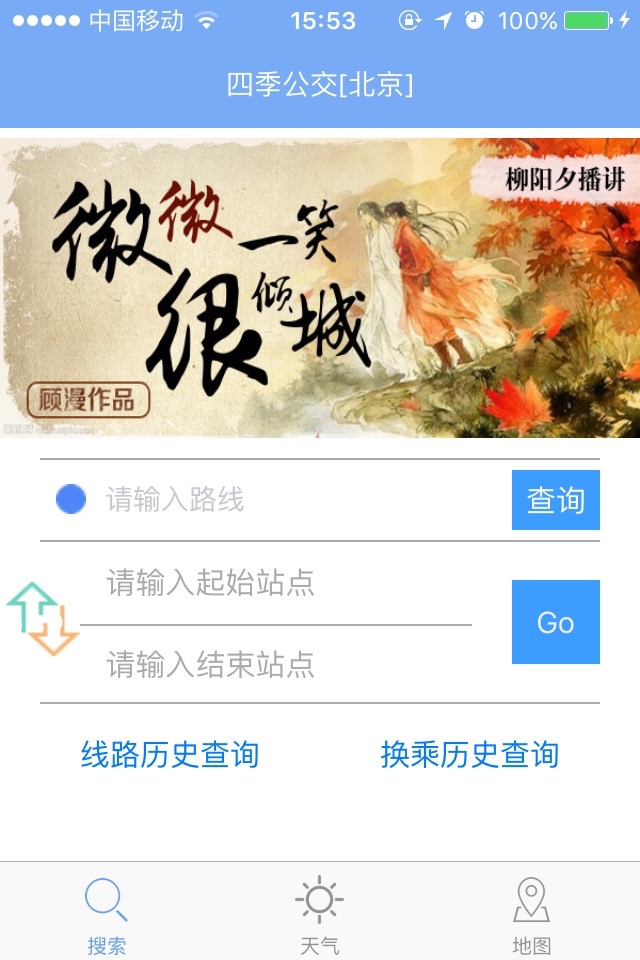 中国移动 15:53 100%
四季公交[北京]
柳阳夕播讲
微微一笑
很倾城
顾漫作品
请输入路线 查询
请输入起始站点
Go
请输入结束站点
线路历史查询 换乘历史查询
搜索 天气 地图